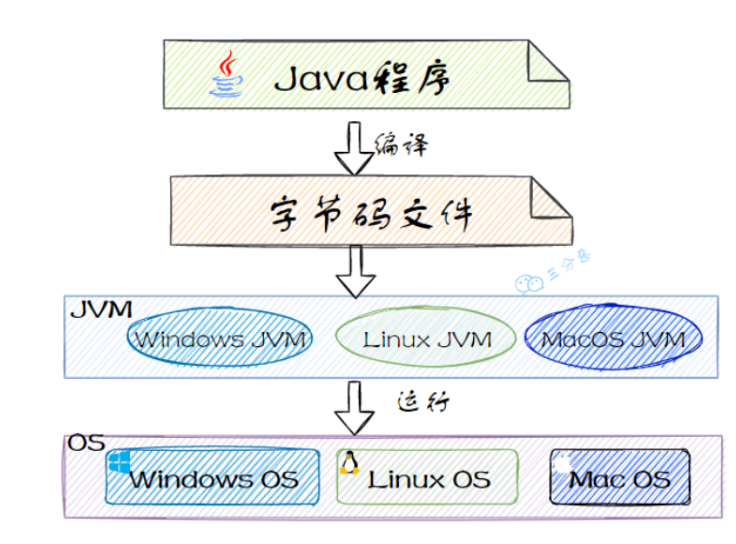 Java程序
编译
字节码文件
三分恶
JVM
Windows JVM
Linux JVM
MacOS JVM
运行
OS
Windows OS
Linux OS
Mac OS